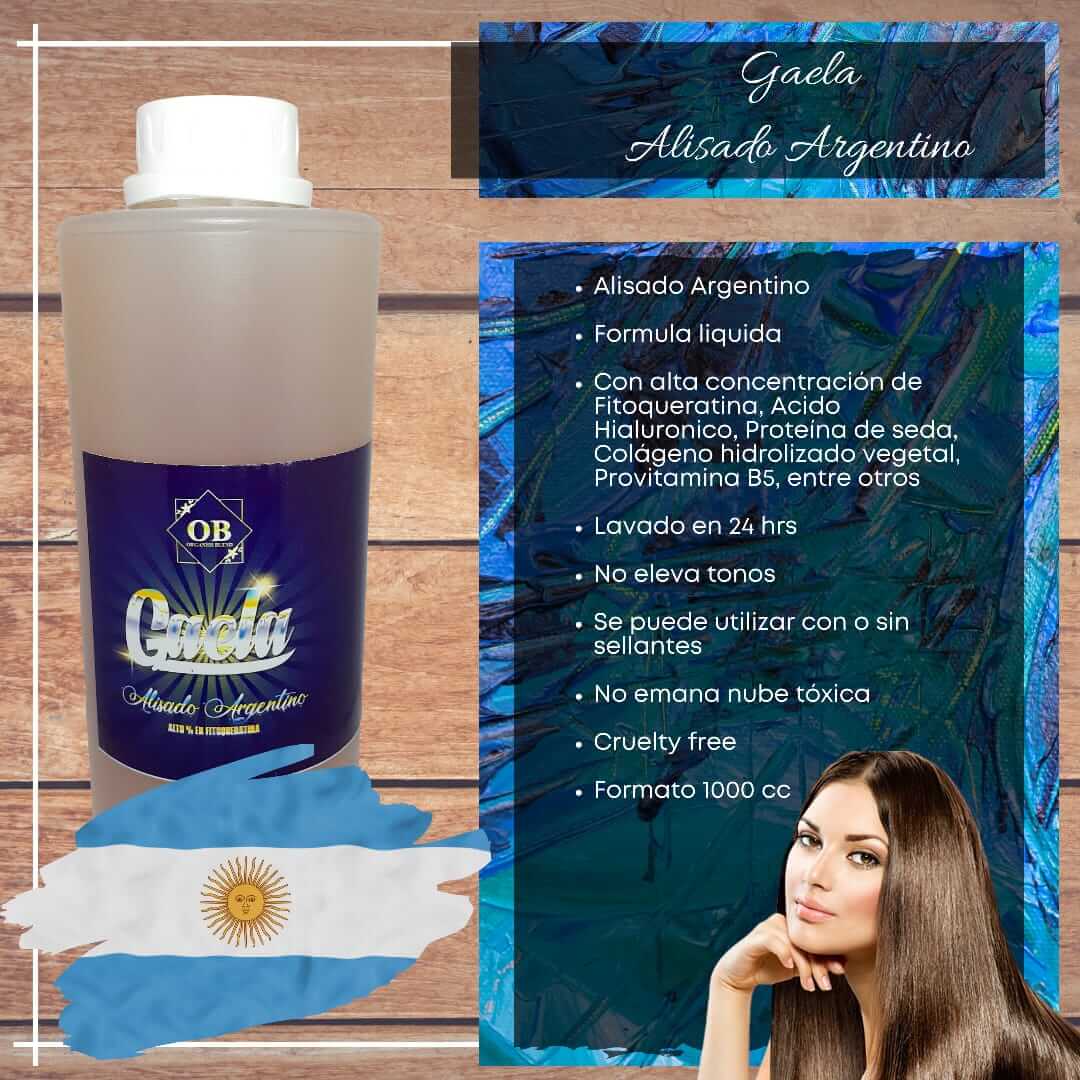 Gaela
Alisado Argentino
OB
ORGANISH BLEND
Gaela
Alisado Argentino
ALTO % EN FITOQUERATINA
• Alisado Argentino
• Formula liquida
• Con alta concentración de
Fitoqueratina, Acido
Hialuronico, Proteína de seda,
Colágeno hidrolizado vegetal,
Provitamina B5, entre otros
• Lavado en 24 hrs
• No eleva tonos
• Se puede utilizar con o sin
sellantes
• No emana nube tóxica
• Cruelty free
• Formato 1000 cc